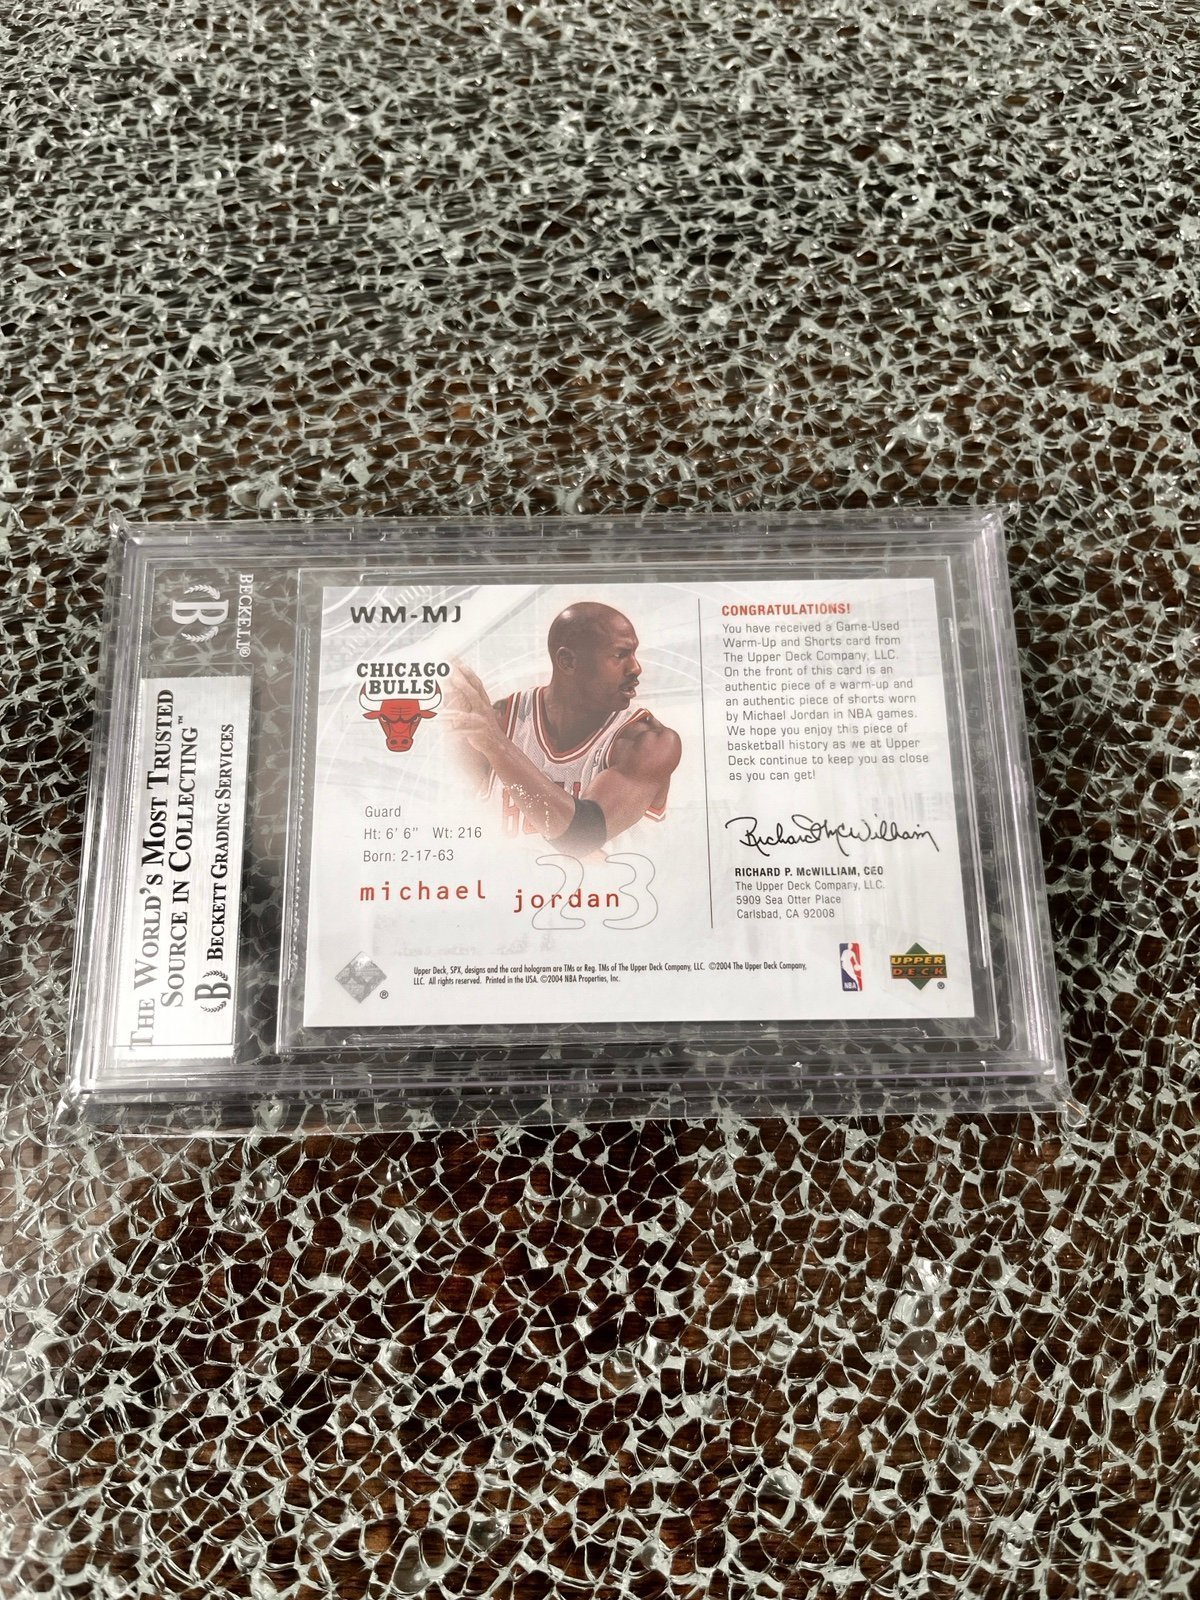 BECKETT®
B
THE WORLD'S MOST TRUSTED
SOURCE IN COLLECTING™
B BECKETT GRADING SERVICES
WM-MJ
CHICAGO
BULLS
Guard
Ht: 6' 6" Wt: 216
Born: 2-17-63
23
michael jordan
CONGRATULATIONS!
You have received a Game-Used
Warm-Up and Shorts card from
The Upper Deck Company, LLC.
On the front of this card is an
authentic piece of a warm-up and
an authentic piece of shorts worn
by Michael Jordan in NBA games.
We hope you enjoy this piece of
basketball history as we at Upper
Deck continue to keep you as close
as you can get!
Richard McWilliam
RICHARD P. McWILLIAM, CEO
The Upper Deck Company, LLC.
5909 Sea Otter Place
Carlsbad, CA 92008
®
Upper Deck, SPX, designs and the card hologram are TMs or Reg. TMs of The Upper Deck Company, LLC. ©2004 The Upper Deck Company,
LLC. All rights reserved. Printed in the USA. ©2004 NBA Properties, Inc.
NBA
UPPER
DECK
®